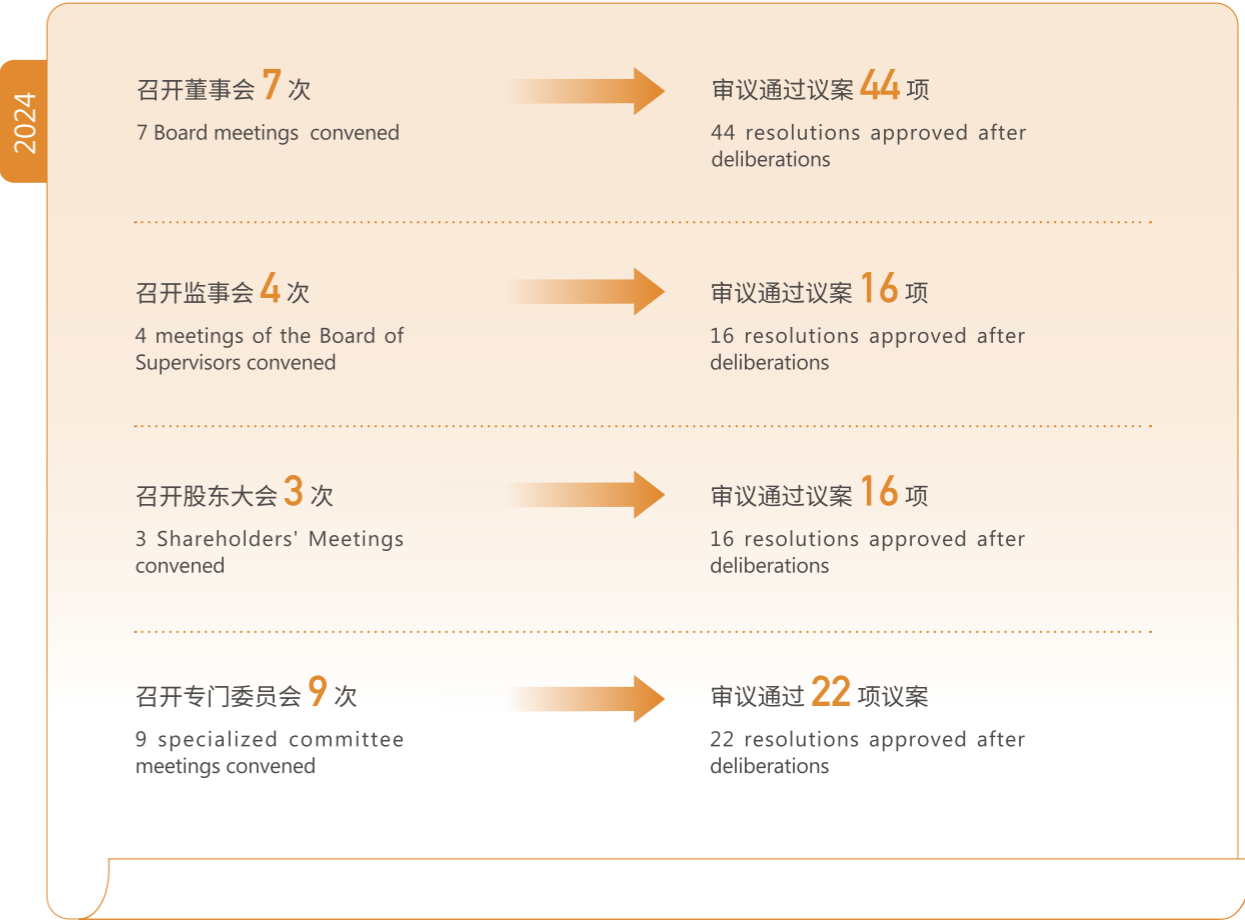 2024
召开董事会 7 次
审议通过议案 44 项
7 Board meetings convened
44 resolutions approved after
deliberations
召开监事会 4 次
审议通过议案 16 项
4 meetings of the Board of
Supervisors convened
16 resolutions approved after
deliberations
召开股东大会 3 次
审议通过议案 16 项
3 Shareholders' Meetings
convened
16 resolutions approved after
deliberations
召开专门委员会 9 次
审议通过 22 项议案
9 specialized committee
meetings convened
22 resolutions approved after
deliberations